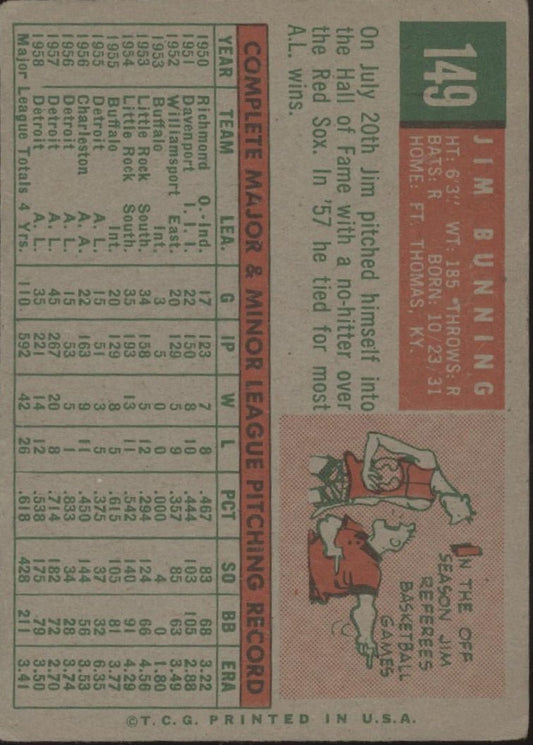 149
JIM BUNNING
HT: 6'3" WT. 185 THROWS: R
BATS: R BORN: 10/23/31
HOME: FT. THOMAS, KY.
On July 20th Jim pitched himself into
the Hall of Fame with a no-hitter over
the Red Sox. In '57 he tied for most
A.L. wins.
IN THE OFF
SEASON JIM
REFEREES
BASKETBALL
GAMES
COMPLETE MAJOR & MINOR LEAGUE PITCHING RECORD
YEAR TEAM LEA. G IP W L PCT SO BB ERA
1950 Richmond O.-Ind. 17 123 7 8 .467 83 68 3.22
1951 Davenport I. I. I. 22 150 8 10 .444 103 105 2.88
1952 Williamsport East. 20 129 5 9 .357 85 63 3.49
1953 Buffalo Int. 3 5 0 0 .000 4 0 1.80
1953 Little Rock South. 34 158 5 12 .294 124 66 4.56
1954 Little Rock South. 35 193 13 11 .542 140 91 4.29
1955 Buffalo Int. 20 129 8 5 .615 105 81 3.77
1955 Detroit A. L. 15 51 3 5 .375 37 32 6.35
1956 Charleston A. A. 22 163 9 11 .450 144 56 3.53
1956 Detroit A. L. 15 53 5 1 .833 34 28 3.74
1957 Detroit A. L. 45 267 20 8 .714 182 72 2.70
1958 Detroit A. L. 35 221 14 12 .538 175 79 3.50
Major League Totals 4 Yrs. 110 592 42 26 .618 428 211 3.41
©T.C.G. PRINTED IN U.S.A.